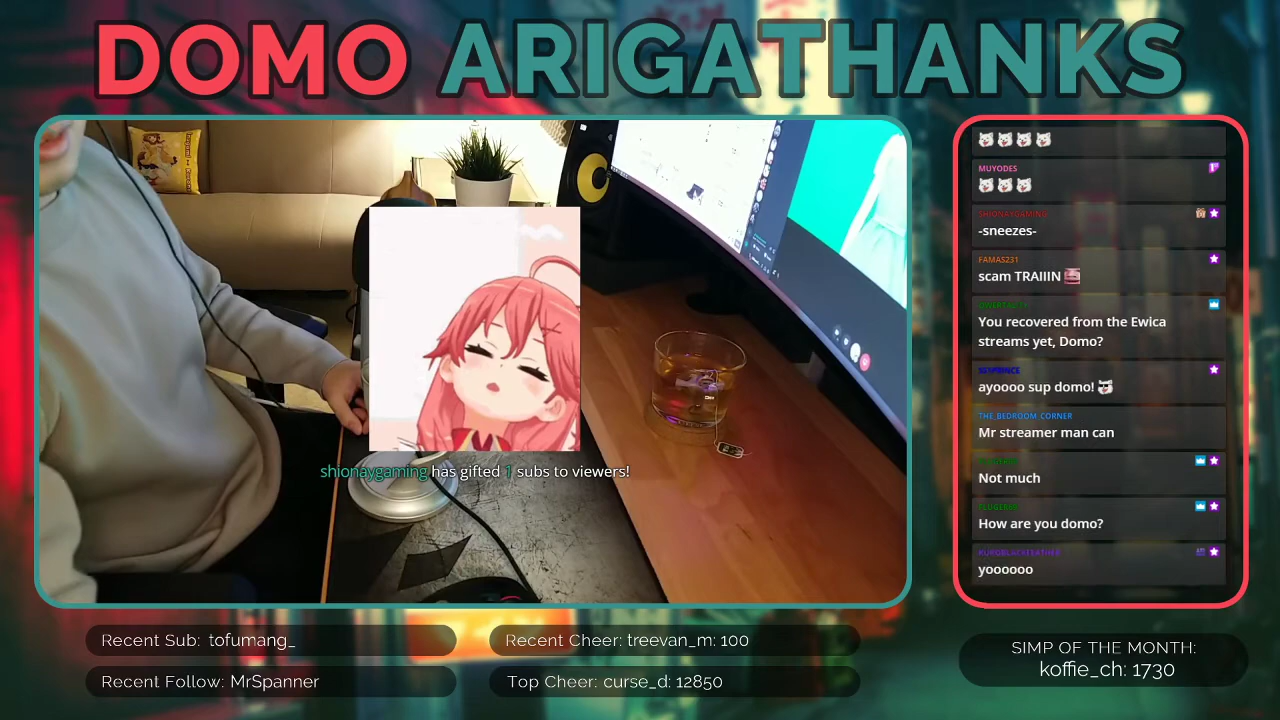 DOMO ARIGATHANKS
MUYODES
SHIONAYGAMING
-sneezes-
FAMAS231
scam TRAIIIN
You recovered from the Ewica
streams yet, Domo?
ayoooo sup domo!
THE_BEDROOM_CORNER
Mr streamer man can
Not much
How are you domo?
yoooooo
shionaygaming has gifted 1 subs to viewers!
Recent Sub: tofumang_
Recent Cheer: treevan_m: 100
Recent Follow: MrSpanner
Top Cheer: curse_d: 12850
SIMP OF THE MONTH:
koffie_ch: 1730